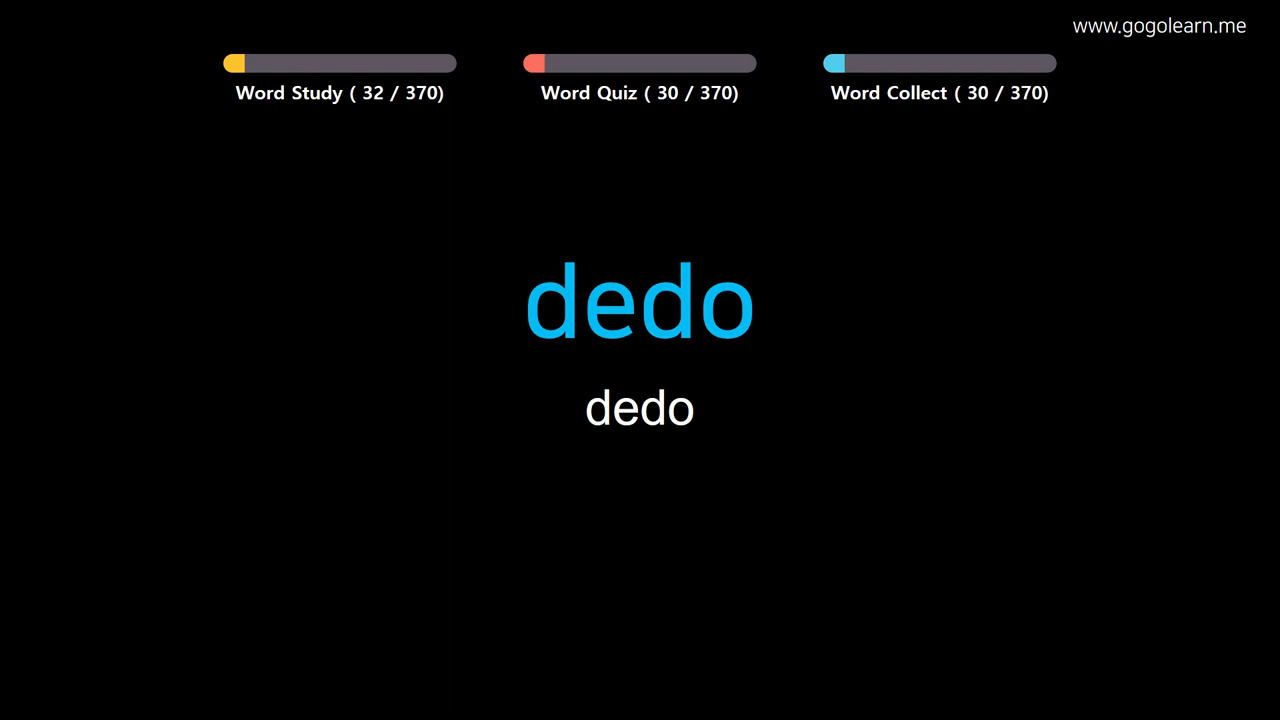 www.gogolearn.me
Word Study ( 32 / 370)
Word Quiz ( 30 / 370)
Word Collect ( 30 / 370)
dedo
dedo